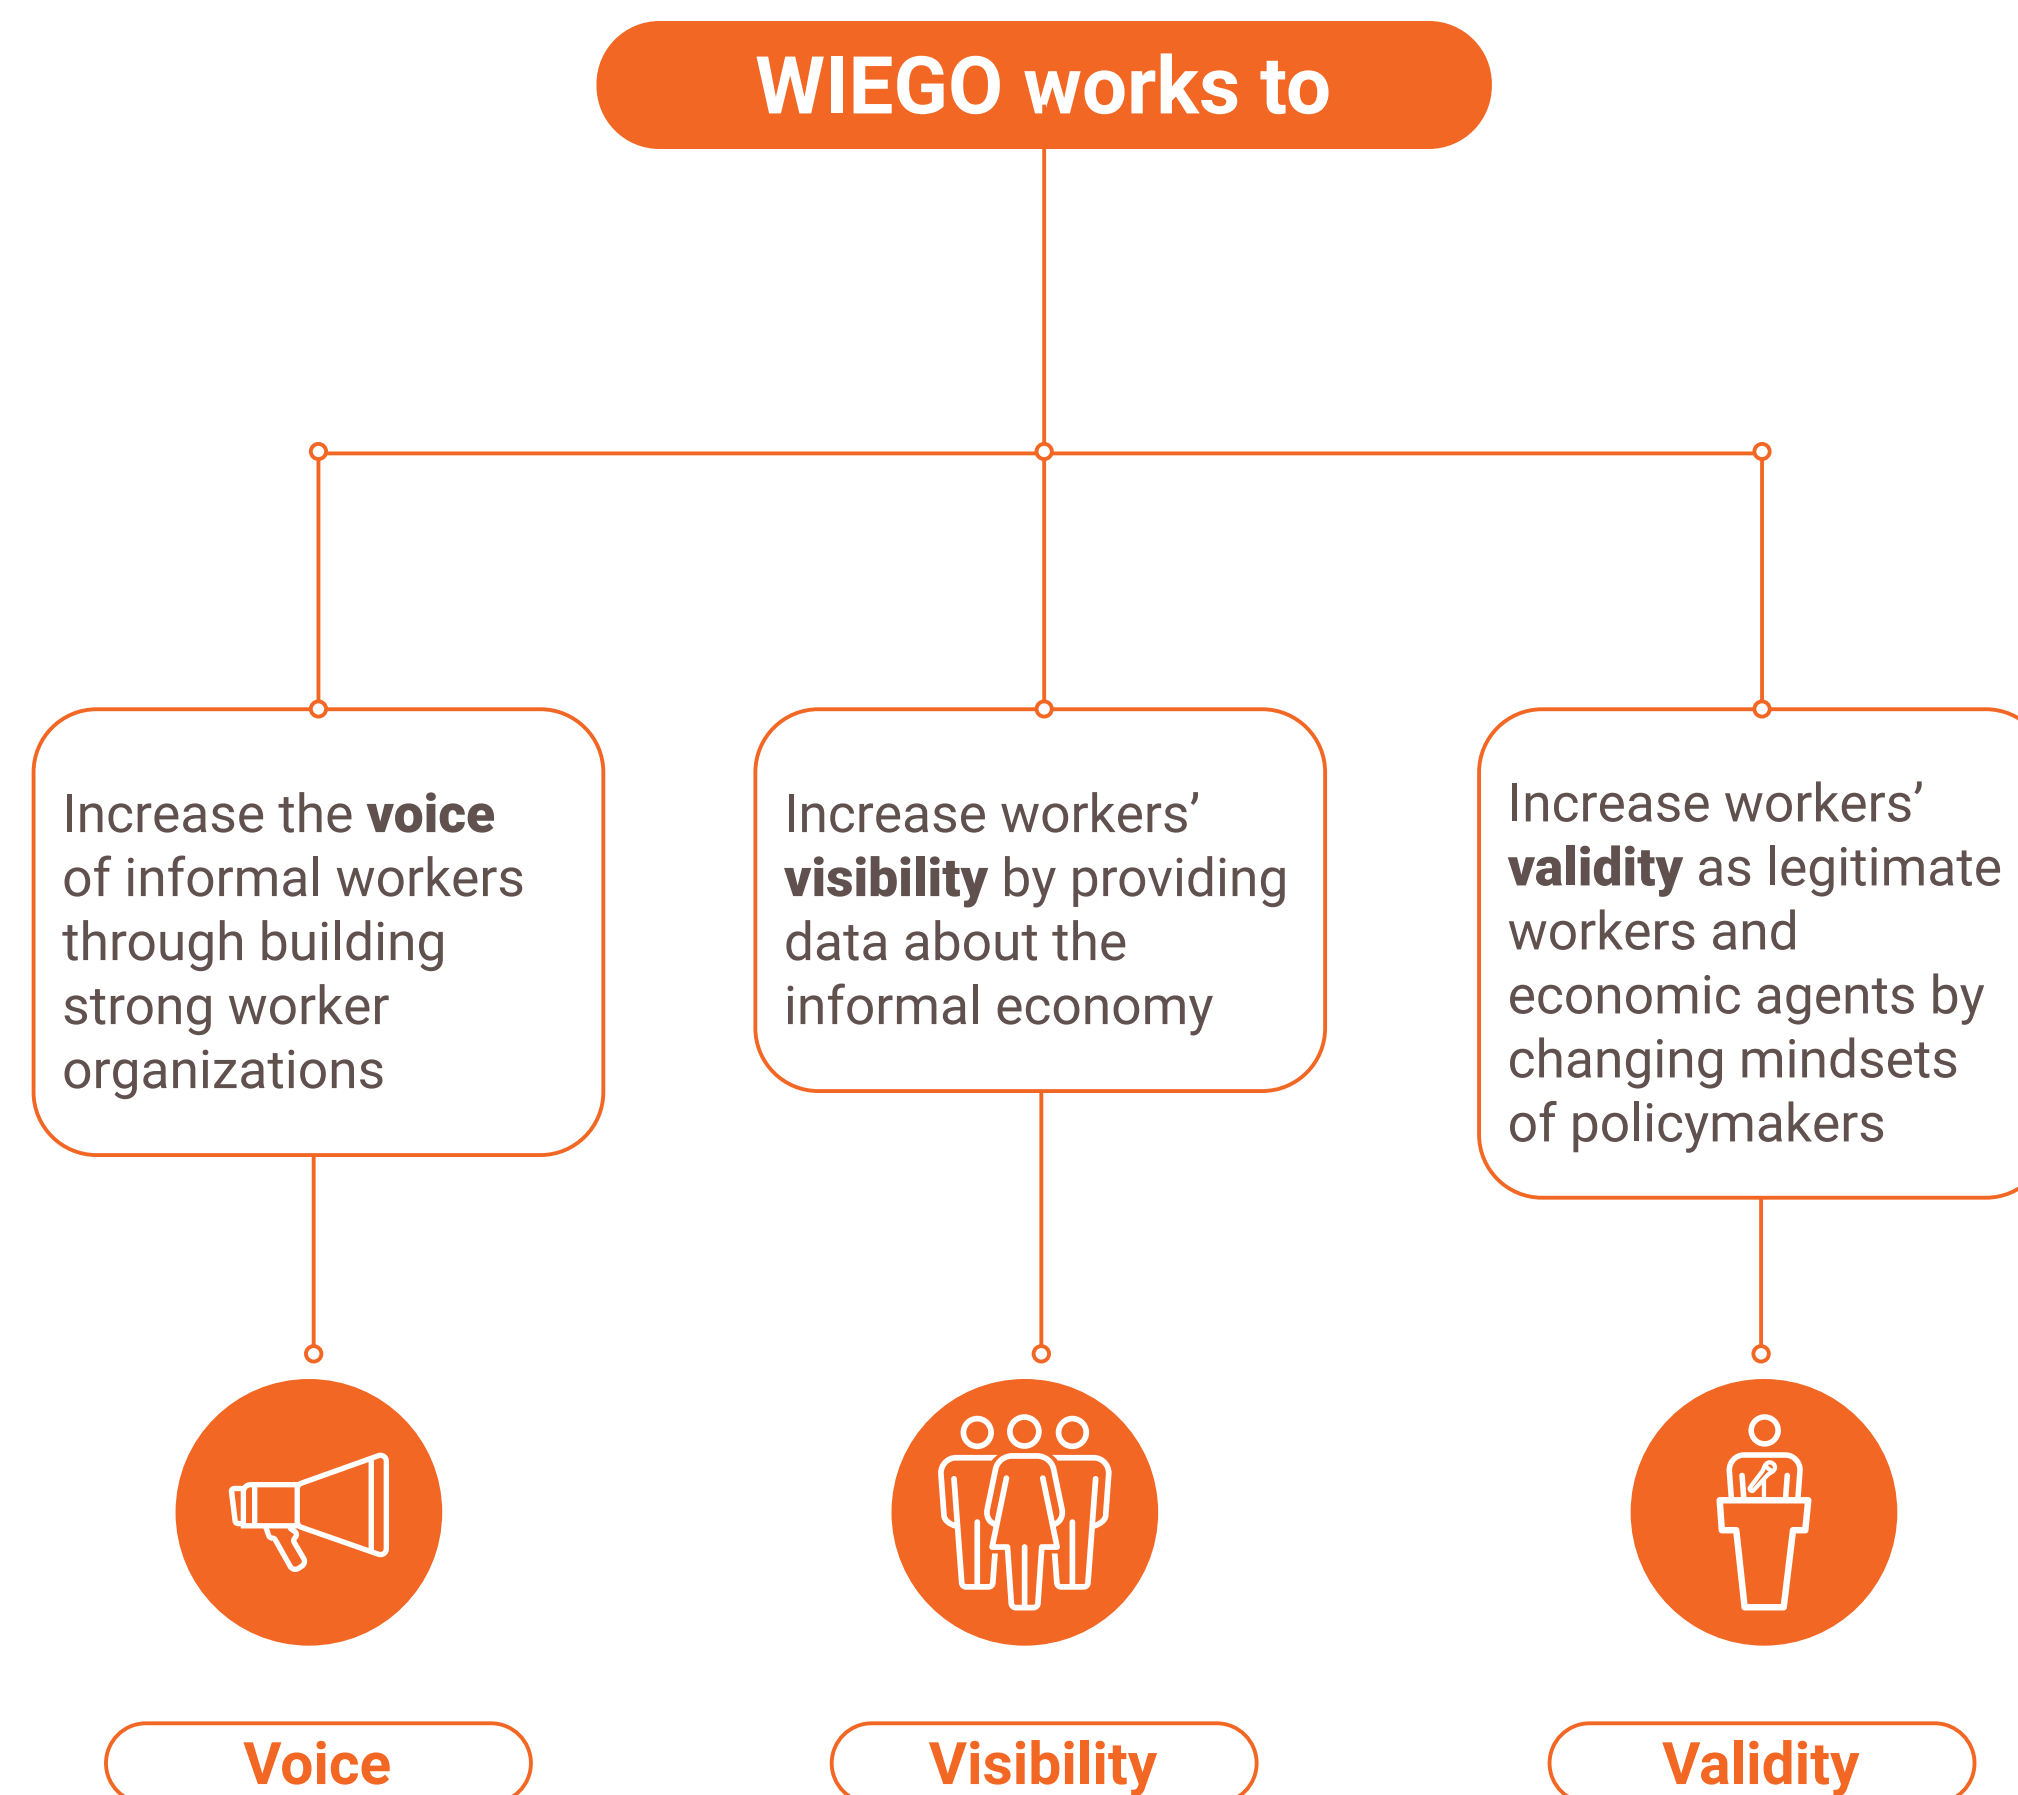 WIEGO works to
Increase the voice
of informal workers
through building
strong worker
organizations
Increase workers’
visibility by providing
data about the
informal economy
Increase workers’
validity as legitimate
workers and
economic agents by
changing mindsets
of policymakers
Voice
Visibility
Validity